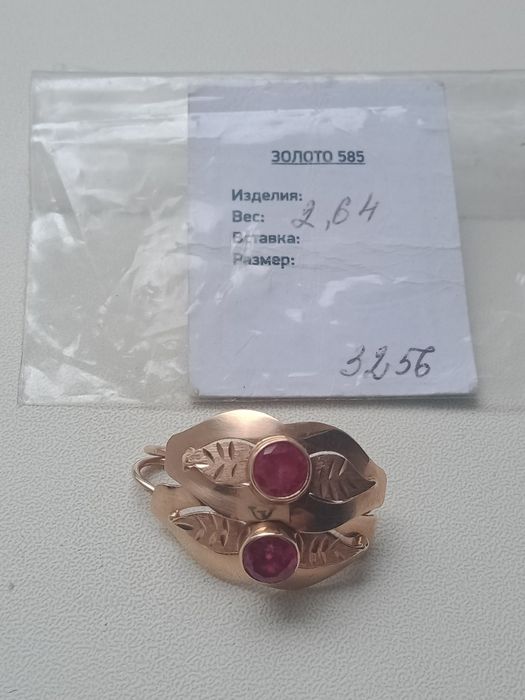 ЗОЛОТО 585
Изделия:
Вес: 2,64
Вставка:
Размер:
3256